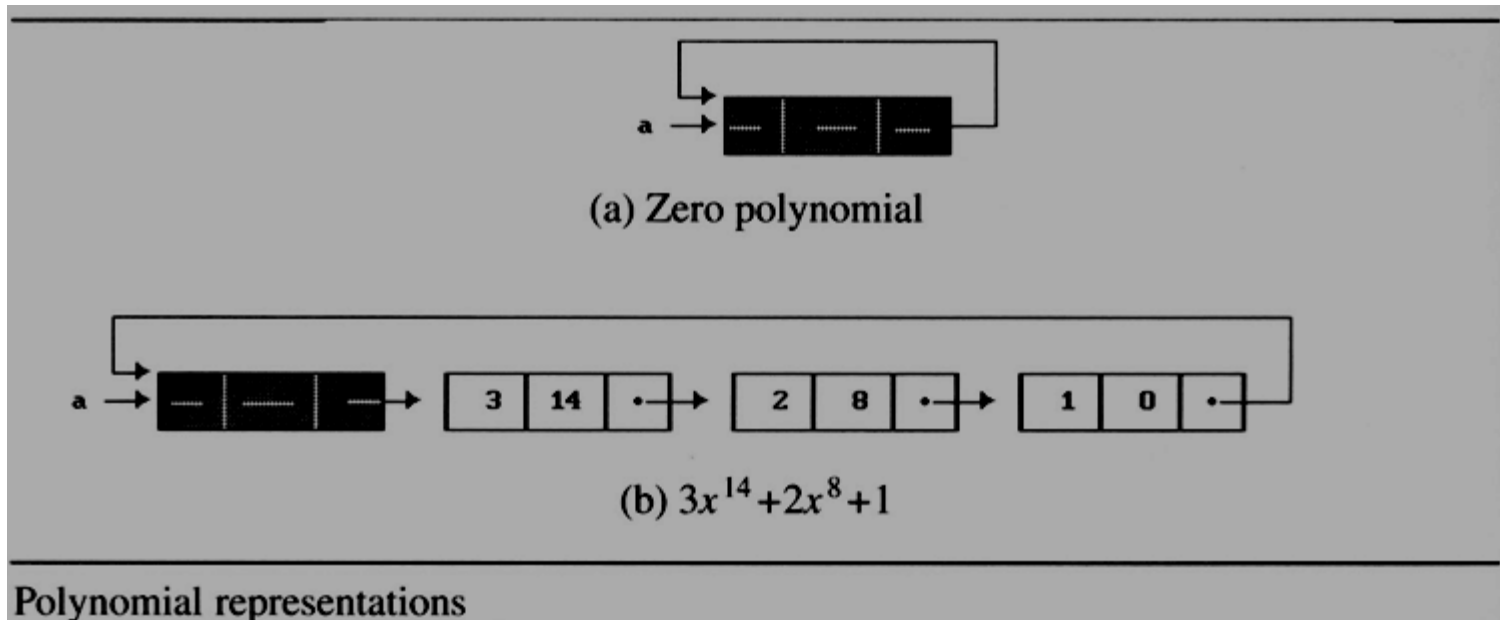 a
(a) Zero polynomial
a 3 14 2 8 1 0
(b) 3x¹⁴+2x⁸+1
Polynomial representations